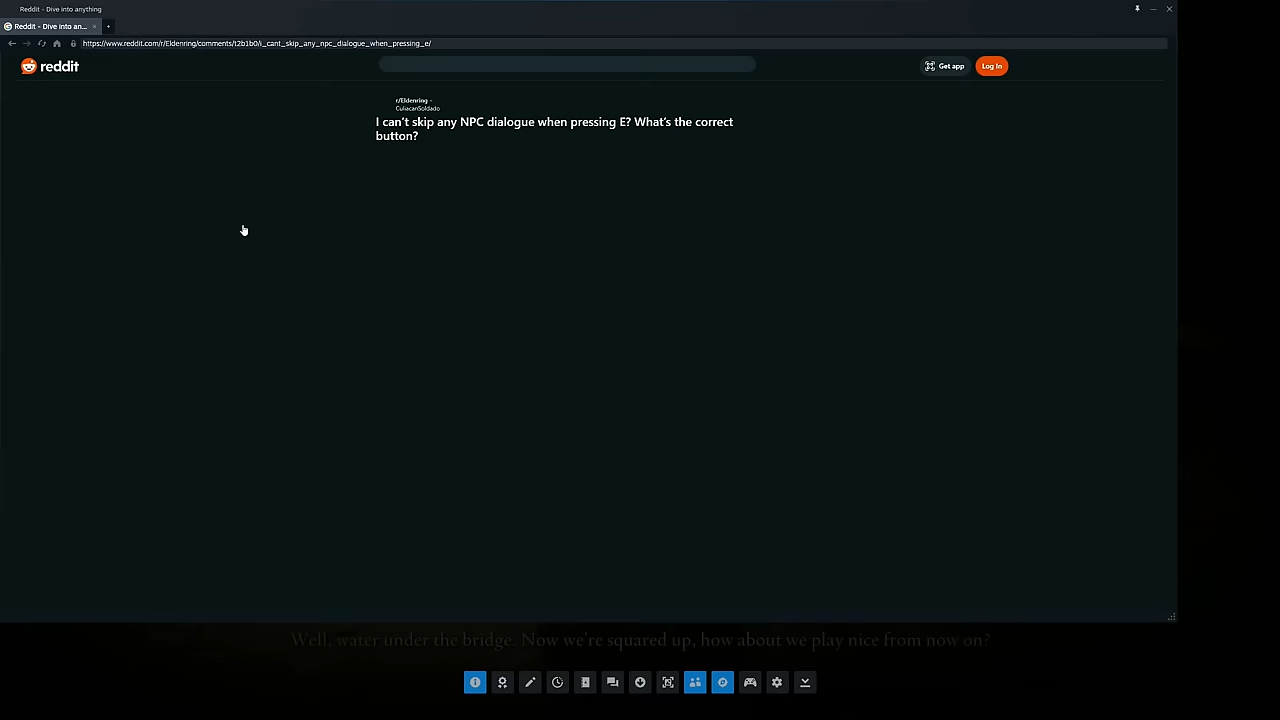 Reddit - Dive into anything
Reddit - Dive into an...
https://www.reddit.com/r/Eldenring/comments/t2b1b0/i_cant_skip_any_npc_dialogue_when_pressing_e/
reddit
Get app
Log In
r/Eldenring -
CuliacanSoldado
I can't skip any NPC dialogue when pressing E? What's the correct
button?
Well, water under the bridge. Now we're squared up, how about we play nice from now on?